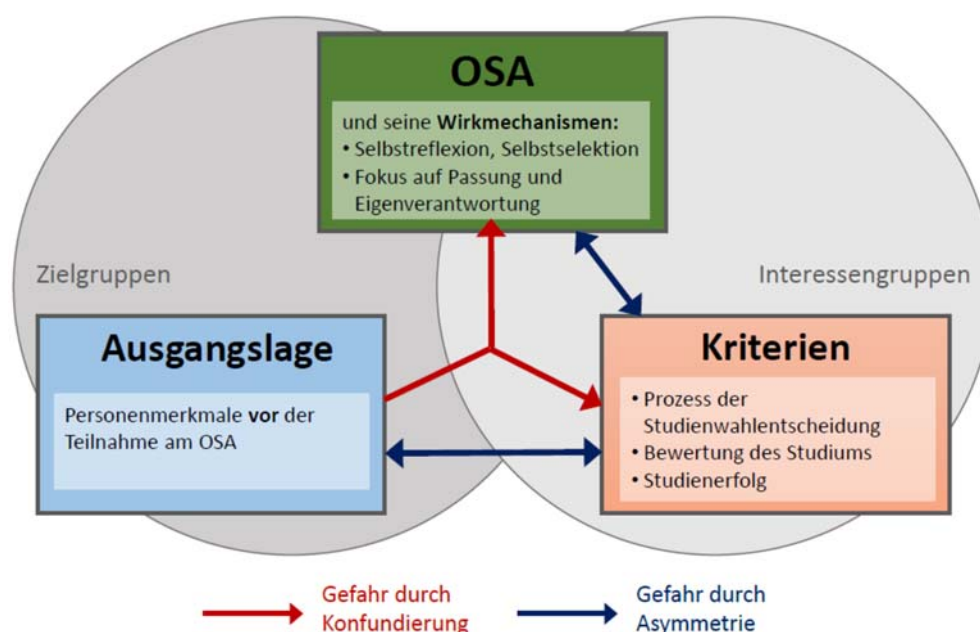 OSA
und seine Wirkmechanismen:
• Selbstreflexion, Selbstselektion
• Fokus auf Passung und
Eigenverantwortung
Zielgruppen
Interessengruppen
Ausgangslage
Personenmerkmale vor der
Teilnahme am OSA
Kriterien
• Prozess der
Studienwahlentscheidung
• Bewertung des Studiums
• Studienerfolg
Gefahr durch
Konfundierung
Gefahr durch
Asymmetrie